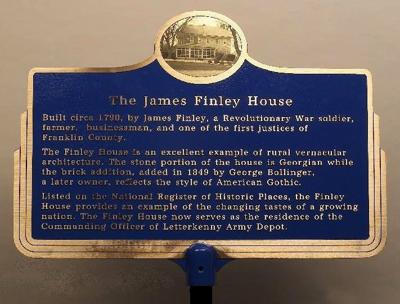 The James Finley House
Built circa 1790, by James Finley, a Revolutionary War soldier,
farmer, businessman, and one of the first justices of
Franklin County.
The Finley House is an excellent example of rural vernacular
architecture. The stone portion of the house is Georgian while
the brick addition, added in 1849 by George Bollinger,
a later owner, reflects the style of American Gothic.
Listed on the National Register of Historic Places, the Finley
House provides an example of the changing tastes of a growing
nation. The Finley House now serves as the residence of the
Commanding Officer of Letterkenny Army Depot.